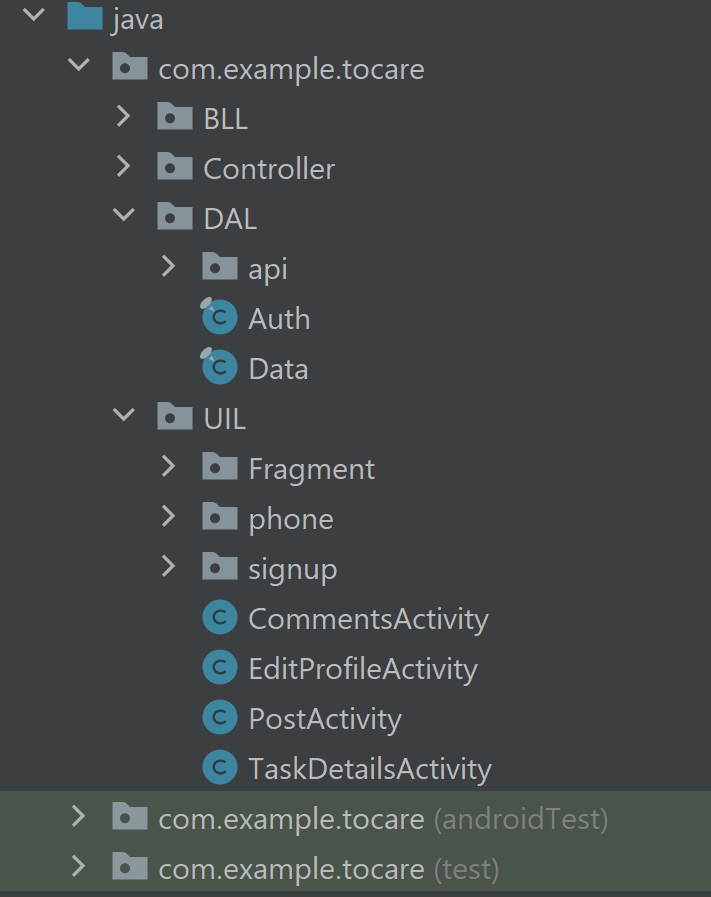 java
com.example.tocare
BLL
Controller
DAL
api
C Auth
C Data
UIL
Fragment
phone
signup
C CommentsActivity
C EditProfileActivity
C PostActivity
C TaskDetailsActivity
com.example.tocare (androidTest)
com.example.tocare (test)